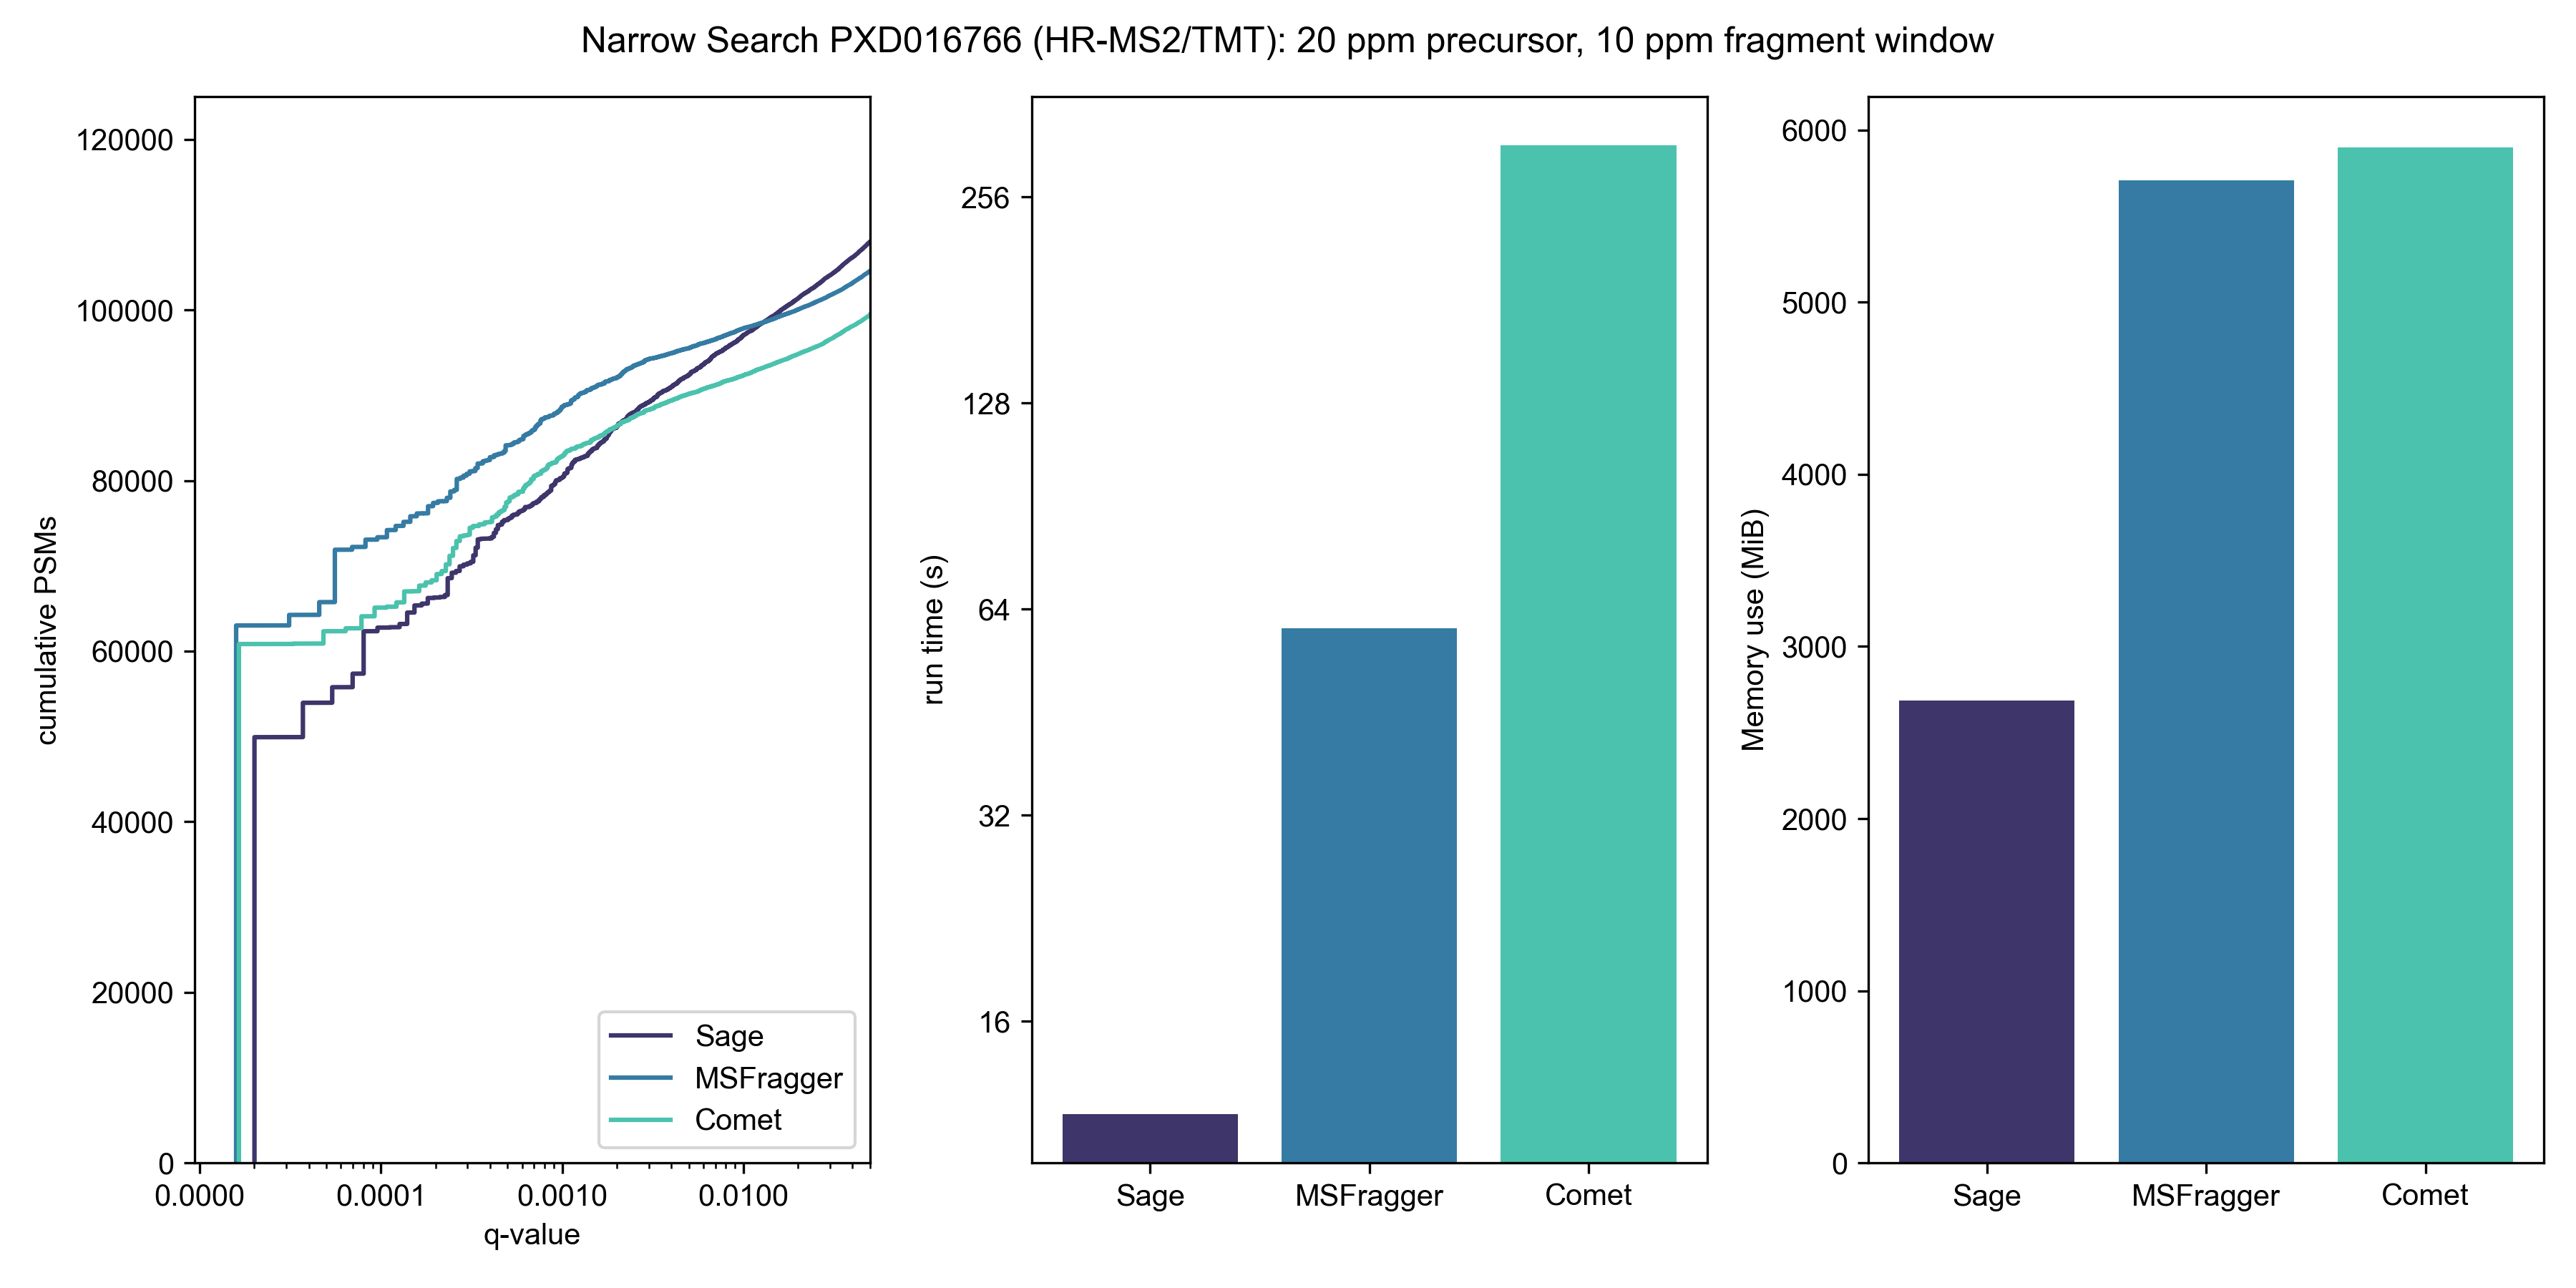 Narrow Search PXD016766 (HR-MS2/TMT): 20 ppm precursor, 10 ppm fragment window
cumulative PSMs
120000
100000
80000
60000
40000
20000
0
0.0000 0.0001 0.0010 0.0100
q-value
Sage
MSFragger
Comet
run time (s)
256
128
64
32
16
Sage MSFragger Comet
Memory use (MiB)
6000
5000
4000
3000
2000
1000
0
Sage MSFragger Comet